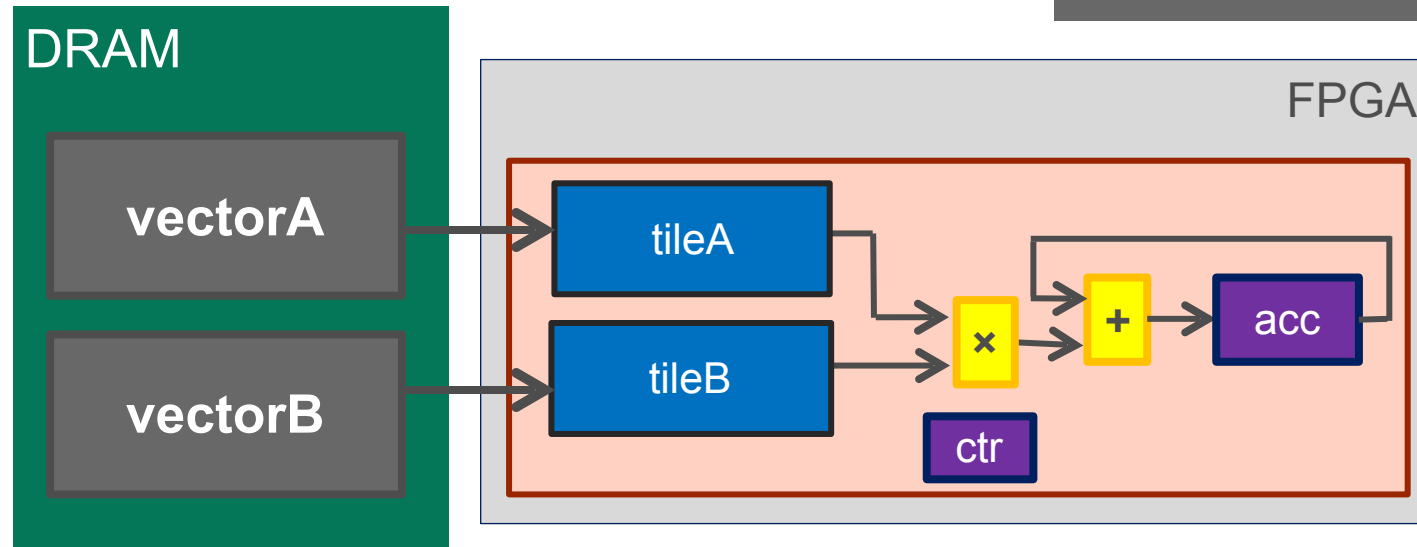 DRAM
FPGA
vectorA
tileA
×
+
acc
vectorB
tileB
ctr